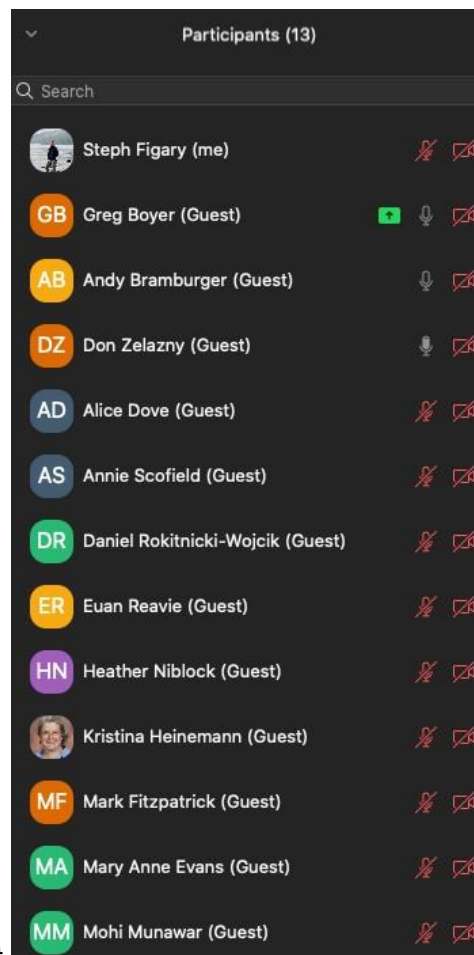 Participants (13)
Search
Steph Figary (me)
GB Greg Boyer (Guest)
AB Andy Bramburger (Guest)
DZ Don Zelazny (Guest)
AD Alice Dove (Guest)
AS Annie Scofield (Guest)
DR Daniel Rokitnicki-Wojcik (Guest)
ER Euan Reavie (Guest)
HN Heather Niblock (Guest)
Kristina Heinemann (Guest)
MF Mark Fitzpatrick (Guest)
MA Mary Anne Evans (Guest)
MM Mohi Munawar (Guest)